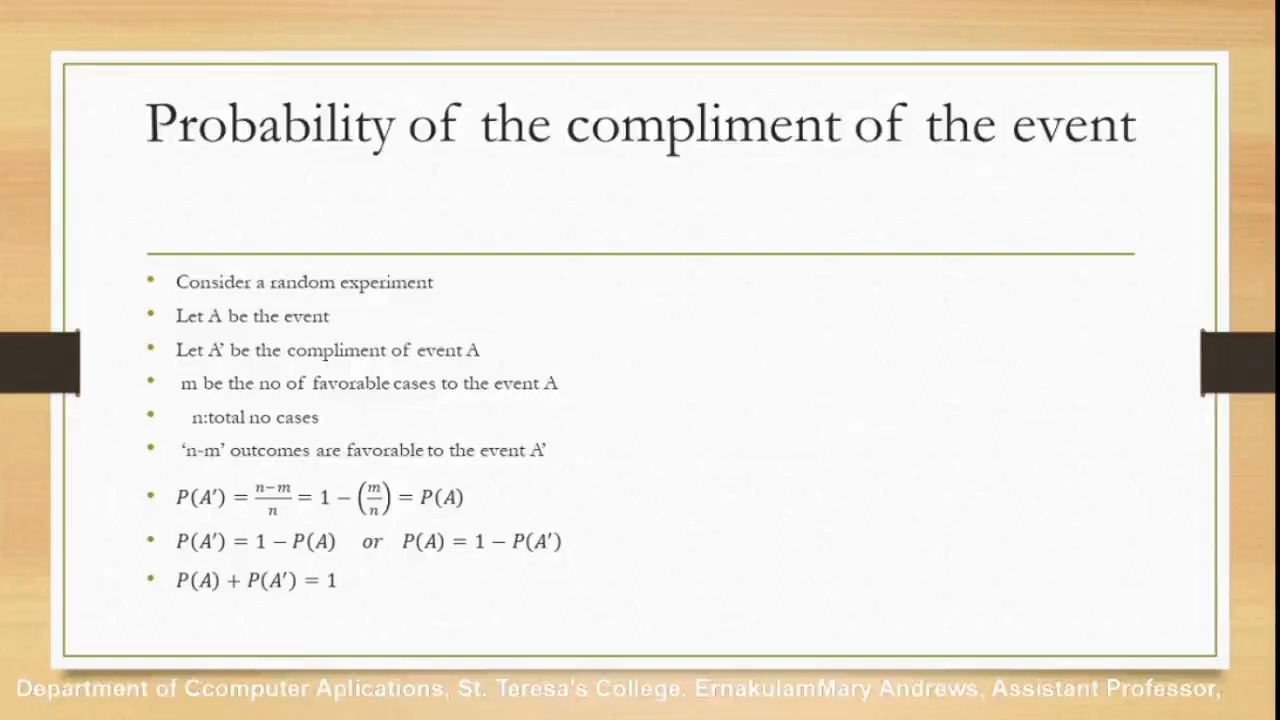 Probability of the compliment of the event
• Consider a random experiment
• Let A be the event
• Let A' be the compliment of event A
• m be the no of favorable cases to the event A
• n:total no cases
• 'n-m' outcomes are favorable to the event A'
• P(A′) = n−m/n = 1 − (m/n) = P(A)
• P(A′) = 1 − P(A) or P(A) = 1 − P(A′)
• P(A) + P(A′) = 1
Department of Ccomputer Aplications, St. Teresa's College. ErnakulamMary Andrews, Assistant Professor,